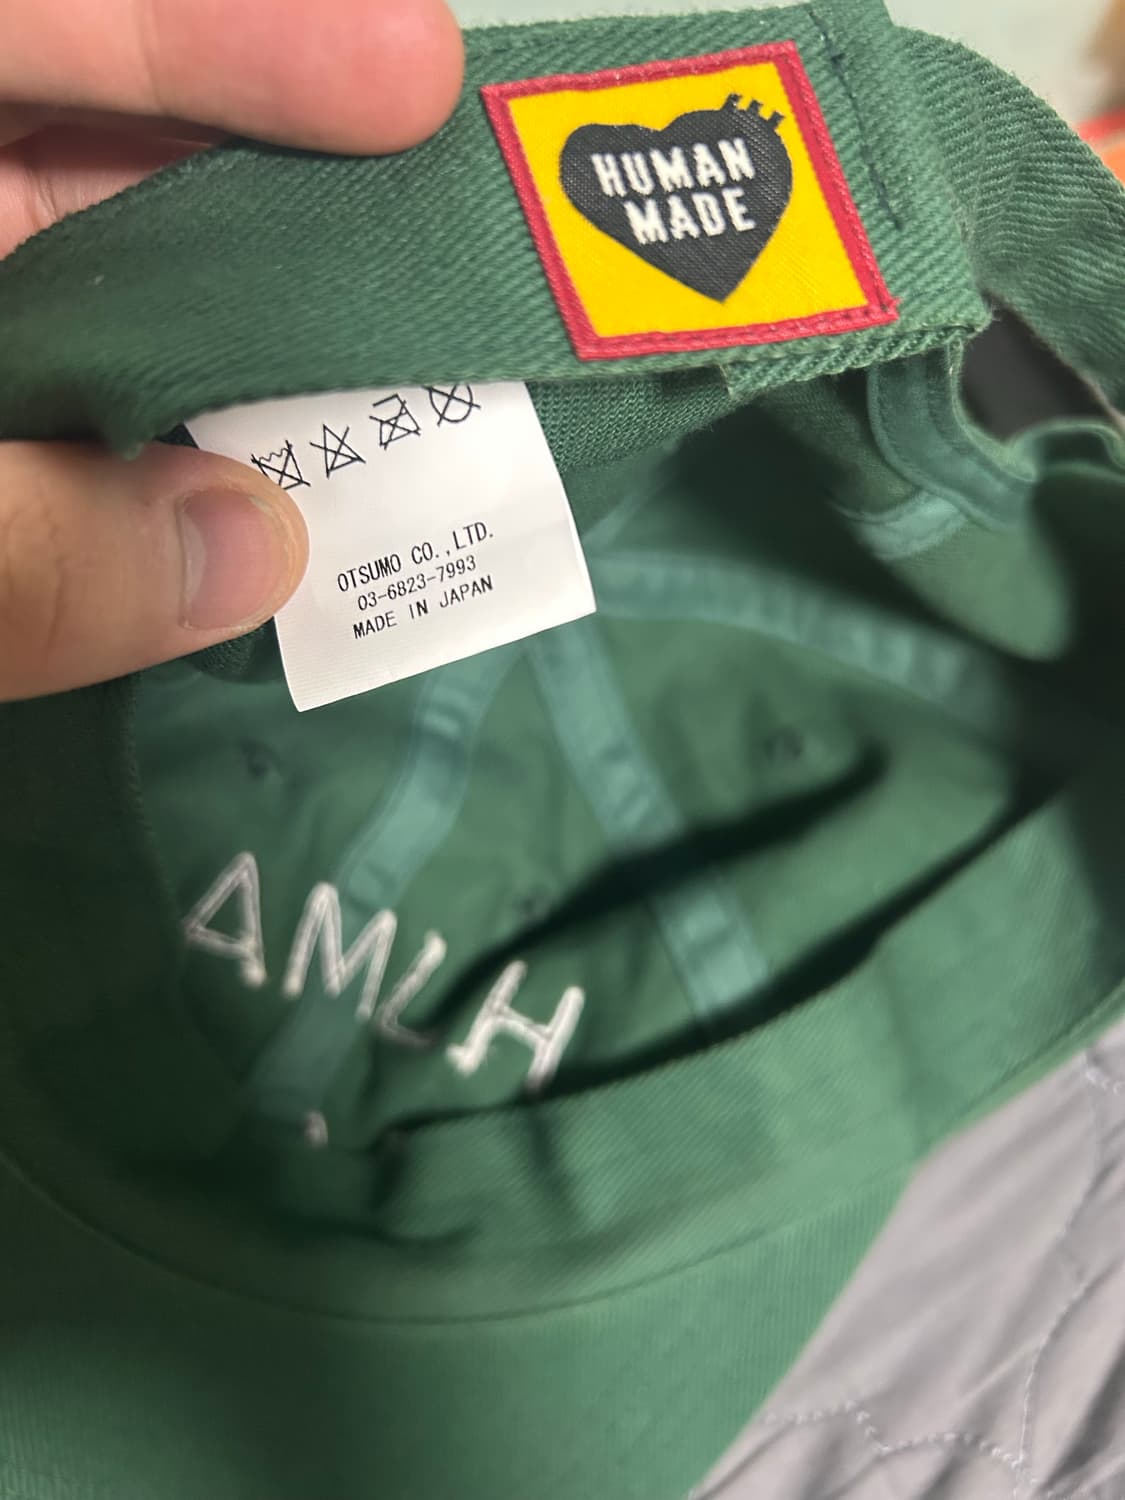 HUMAN
MADE
OTSUMO CO.,LTD.
03-6823-7993
MADE IN JAPAN